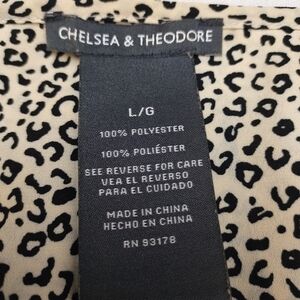 CHELSEA & THEODORE
L/G
100% POLYESTER
100% POLIÉSTER
SEE REVERSE FOR CARE
VEA EL REVERSO
PARA EL CUIDADO
MADE IN CHINA
HECHO EN CHINA
RN 93178